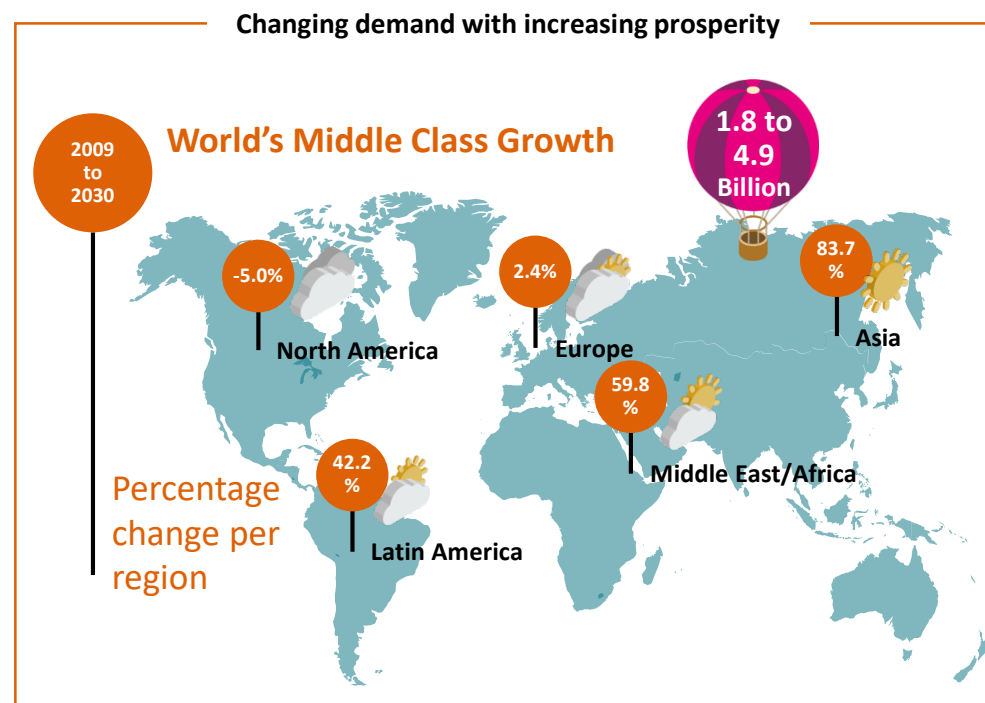 Changing demand with increasing prosperity
2009
to
2030
World's Middle Class Growth
1.8 to
4.9
Billion
-5.0%
North America
2.4%
Europe
83.7
%
Asia
59.8
%
Middle East/Africa
42.2
%
Latin America
Percentage
change per
region